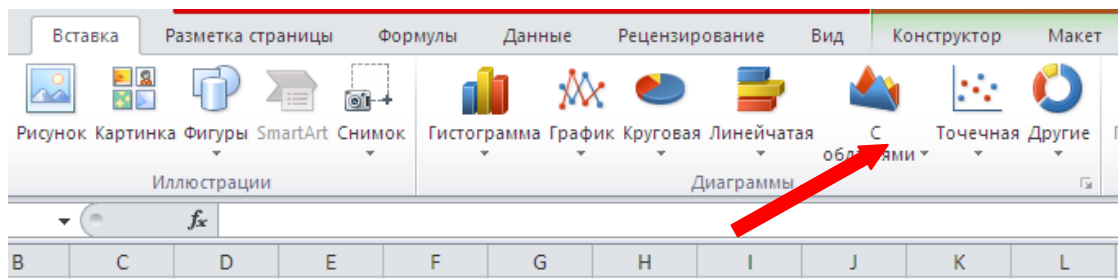 Вставка Разметка страницы Формулы Данные Рецензирование Вид Конструктор Макет
Рисунок Картинка Фигуры SmartArt Снимок Гистограмма График Круговая Линейчатая С областями Точечная Другие
Иллюстрации Диаграммы
fx
B C D E F G H I J K L